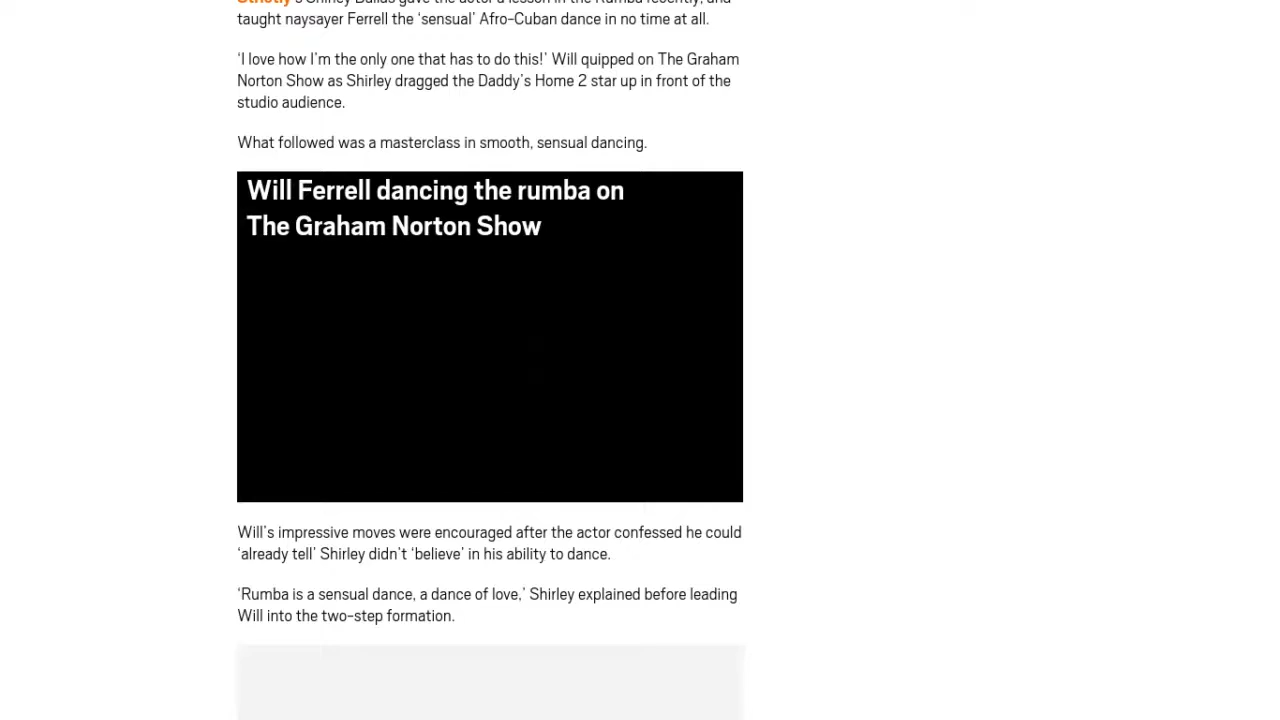 Strictly's Shirley Ballas gave the actor a lesson in the Rumba recently, and
taught naysayer Ferrell the ‘sensual’ Afro-Cuban dance in no time at all.
‘I love how I’m the only one that has to do this!’ Will quipped on The Graham
Norton Show as Shirley dragged the Daddy’s Home 2 star up in front of the
studio audience.
What followed was a masterclass in smooth, sensual dancing.
Will Ferrell dancing the rumba on
The Graham Norton Show
Will’s impressive moves were encouraged after the actor confessed he could
‘already tell’ Shirley didn’t ‘believe’ in his ability to dance.
‘Rumba is a sensual dance, a dance of love,’ Shirley explained before leading
Will into the two-step formation.